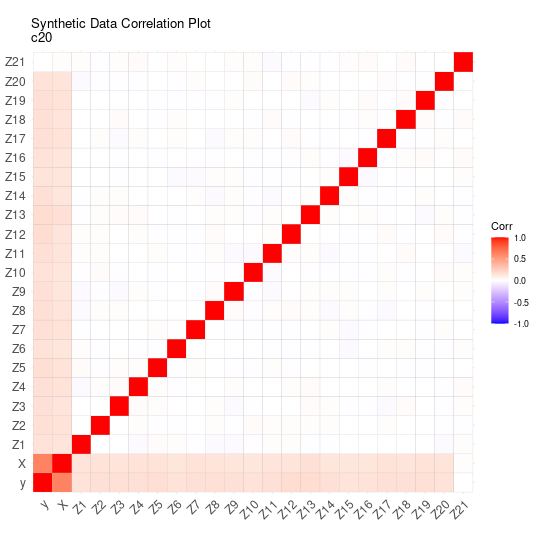 Synthetic Data Correlation Plot
c20
Z21
Z20
Z19
Z18
Z17
Z16
Z15
Z14
Z13
Z12
Z11
Z10
Z9
Z8
Z7
Z6
Z5
Z4
Z3
Z2
Z1
X
y
y X Z1 Z2 Z3 Z4 Z5 Z6 Z7 Z8 Z9 Z10 Z11 Z12 Z13 Z14 Z15 Z16 Z17 Z18 Z19 Z20 Z21
Corr
1.0
0.5
0.0
-0.5
-1.0